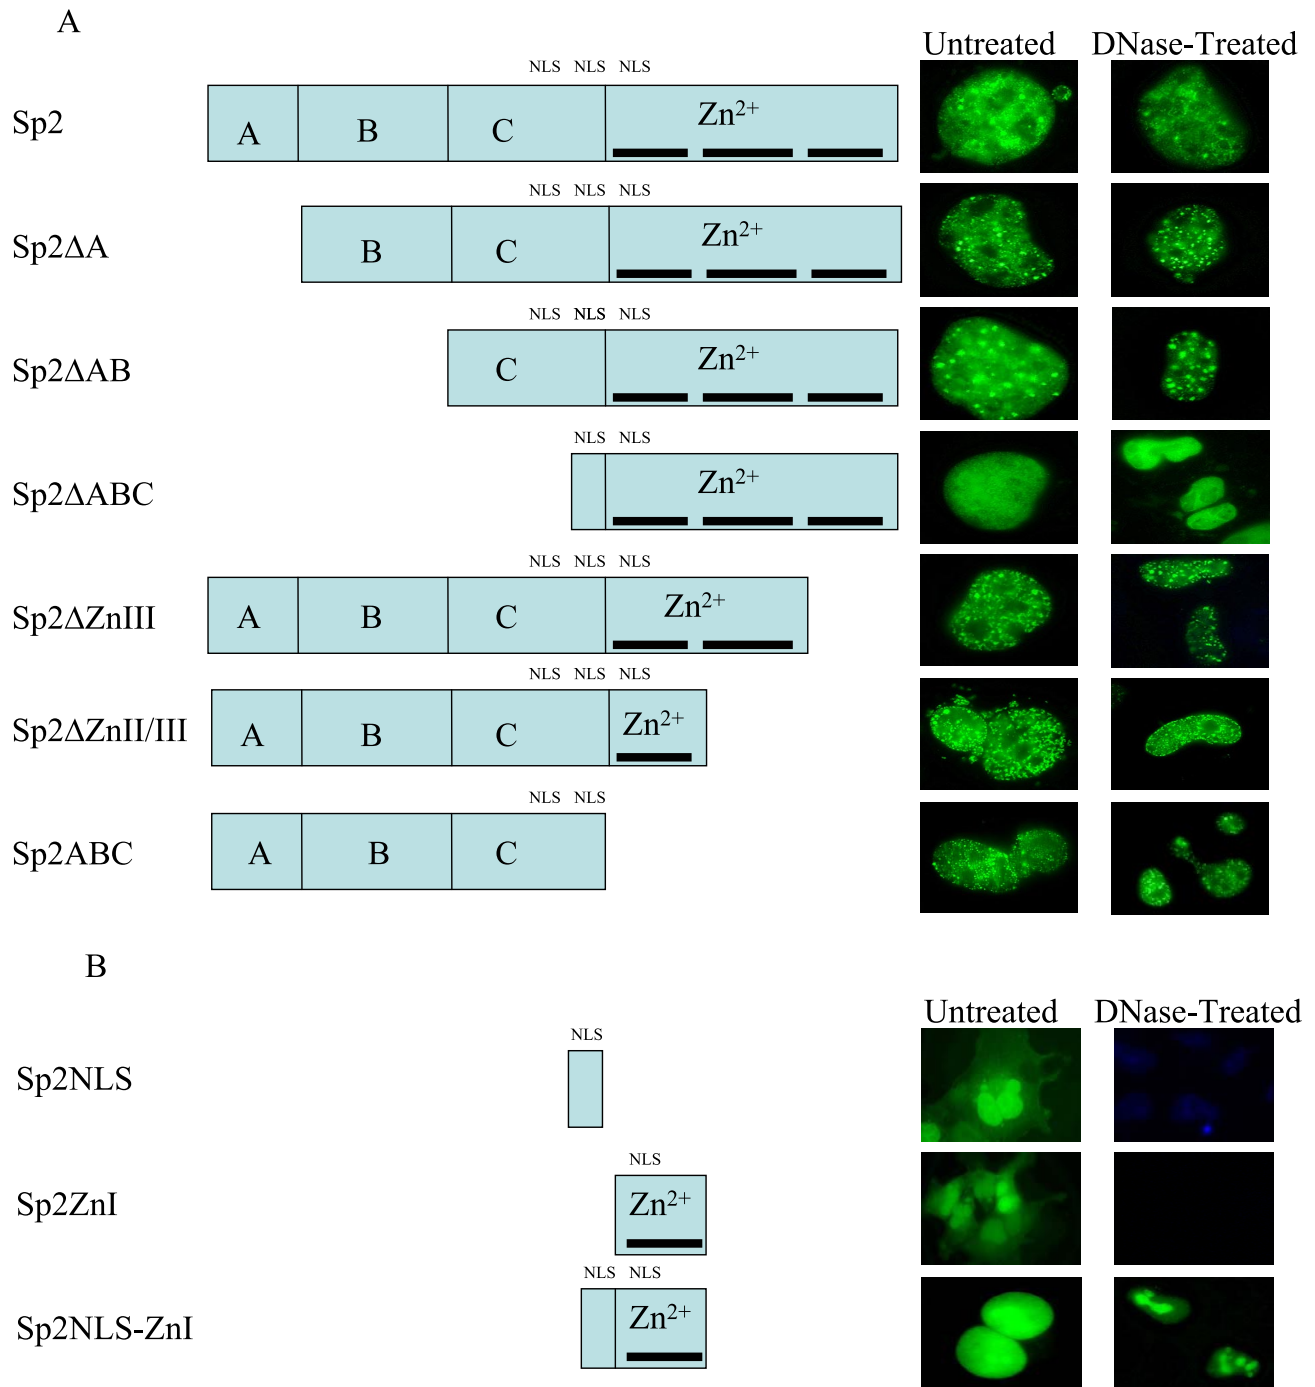 A
Untreated DNase-Treated
NLS NLS NLS
Sp2 A B C Zn²⁺
NLS NLS NLS
Sp2ΔA B C Zn²⁺
NLS NLS NLS
Sp2ΔAB C Zn²⁺
NLS NLS
Sp2ΔABC Zn²⁺
NLS NLS NLS
Sp2ΔZnIII A B C Zn²⁺
NLS NLS NLS
Sp2ΔZnII/III A B C Zn²⁺
NLS NLS
Sp2ABC A B C
B
Untreated DNase-Treated
NLS
Sp2NLS
NLS
Sp2ZnI Zn²⁺
NLS NLS
Sp2NLS-ZnI Zn²⁺